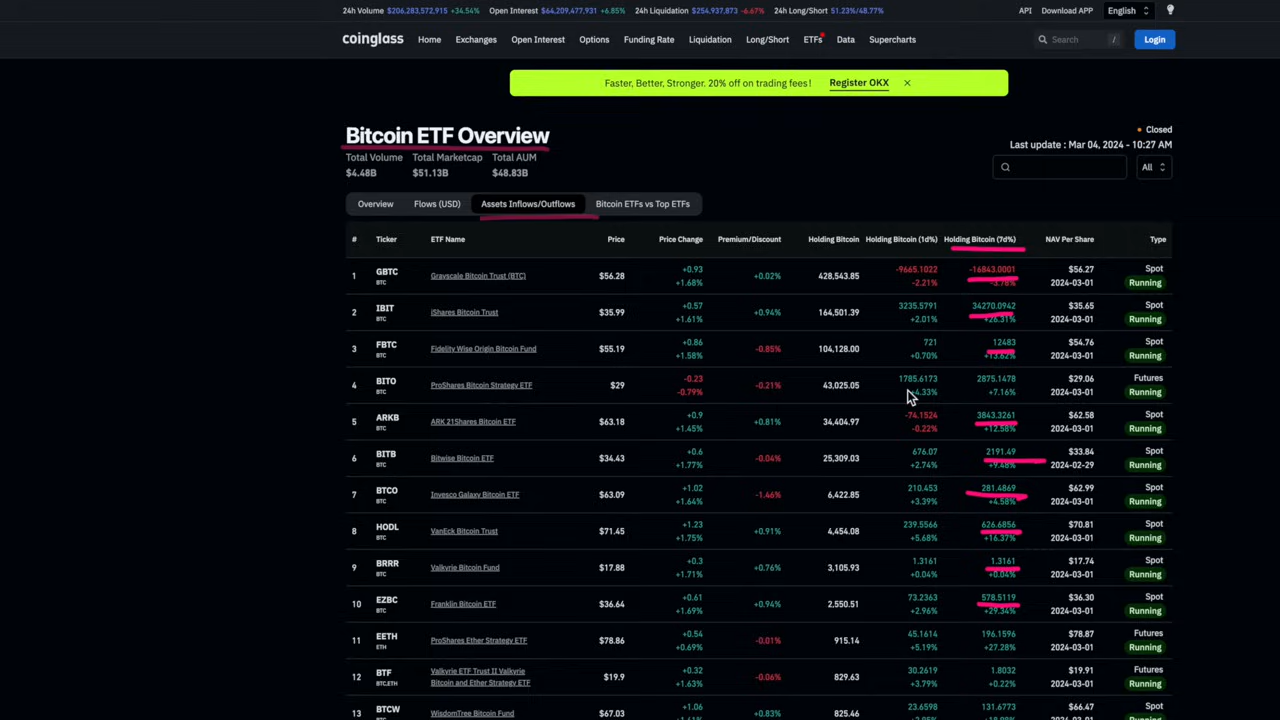 24h Volume $206,283,572,915 +34.54% Open Interest $64,209,477,931 +6.85% 24h Liquidation $254,937,873 -6.67% 24h Long/Short 51.23%/48.77% API Download APP English
coinglass Home Exchanges Open Interest Options Funding Rate Liquidation Long/Short ETFs Data Supercharts Search / Login
Faster, Better, Stronger. 20% off on trading fees! Register OKX ×
Bitcoin ETF Overview
Closed
Last update : Mar 04, 2024 - 10:27 AM
Total Volume Total Marketcap Total AUM
$4.48B $51.13B $48.83B
All
Overview Flows (USD) Assets Inflows/Outflows Bitcoin ETFs vs Top ETFs
# Ticker ETF Name Price Price Change Premium/Discount Holding Bitcoin Holding Bitcoin (1d%) Holding Bitcoin (7d%) NAV Per Share Type
1 GBTC BTC Grayscale Bitcoin Trust (BTC) $56.28 +0.93 +1.68% +0.02% 428,543.85 -9665.1022 -2.21% -16843.0001 -3.78% $56.27 2024-03-01 Spot Running
2 IBIT BTC iShares Bitcoin Trust $35.99 +0.57 +1.61% +0.94% 164,501.39 3235.5791 +2.01% 34270.0942 +26.31% $35.65 2024-03-01 Spot Running
3 FBTC BTC Fidelity Wise Origin Bitcoin Fund $55.19 +0.86 +1.58% -0.85% 104,128.00 721 +0.70% 12483 +13.62% $54.76 2024-03-01 Spot Running
4 BITO BTC ProShares Bitcoin Strategy ETF $29 -0.23 -0.79% -0.21% 43,025.05 1785.6173 +4.33% 2875.1478 +7.16% $29.06 2024-03-01 Futures Running
5 ARKB BTC ARK 21Shares Bitcoin ETF $63.18 +0.9 +1.45% +0.81% 34,404.97 -74.1524 -0.22% 3843.3261 +12.58% $62.58 2024-03-01 Spot Running
6 BITB BTC Bitwise Bitcoin ETF $34.43 +0.6 +1.77% -0.04% 25,309.03 676.07 +2.74% 2191.49 +9.48% $33.84 2024-02-29 Spot Running
7 BTCO BTC Invesco Galaxy Bitcoin ETF $63.09 +1.02 +1.64% -1.46% 6,422.85 210.453 +3.39% 281.4869 +4.58% $62.99 2024-03-01 Spot Running
8 HODL BTC VanEck Bitcoin Trust $71.45 +1.23 +1.75% +0.91% 4,454.08 239.5566 +5.68% 626.6856 +16.37% $70.81 2024-03-01 Spot Running
9 BRRR BTC Valkyrie Bitcoin Fund $17.88 +0.3 +1.71% +0.76% 3,105.93 1.3161 +0.04% 1.3161 +0.04% $17.74 2024-03-01 Spot Running
10 EZBC BTC Franklin Bitcoin ETF $36.64 +0.61 +1.69% +0.94% 2,550.51 73.2363 +2.96% 578.5119 +29.34% $36.30 2024-03-01 Spot Running
11 EETH ETH ProShares Ether Strategy ETF $78.86 +0.54 +0.69% -0.01% 915.14 45.1614 +5.19% 196.1596 +27.28% $78.87 2024-03-01 Futures Running
12 BTF BTC,ETH Valkyrie ETF Trust II Valkyrie Bitcoin and Ether Strategy ETF $19.9 +0.32 +1.63% -0.06% 829.63 30.2619 +3.79% 1.8032 +0.22% $19.91 2024-03-01 Futures Running
13 BTCW WisdomTree Bitcoin Fund $67.03 +1.06 +0.83% 825.46 23.6598 131.6773 $66.47 Spot